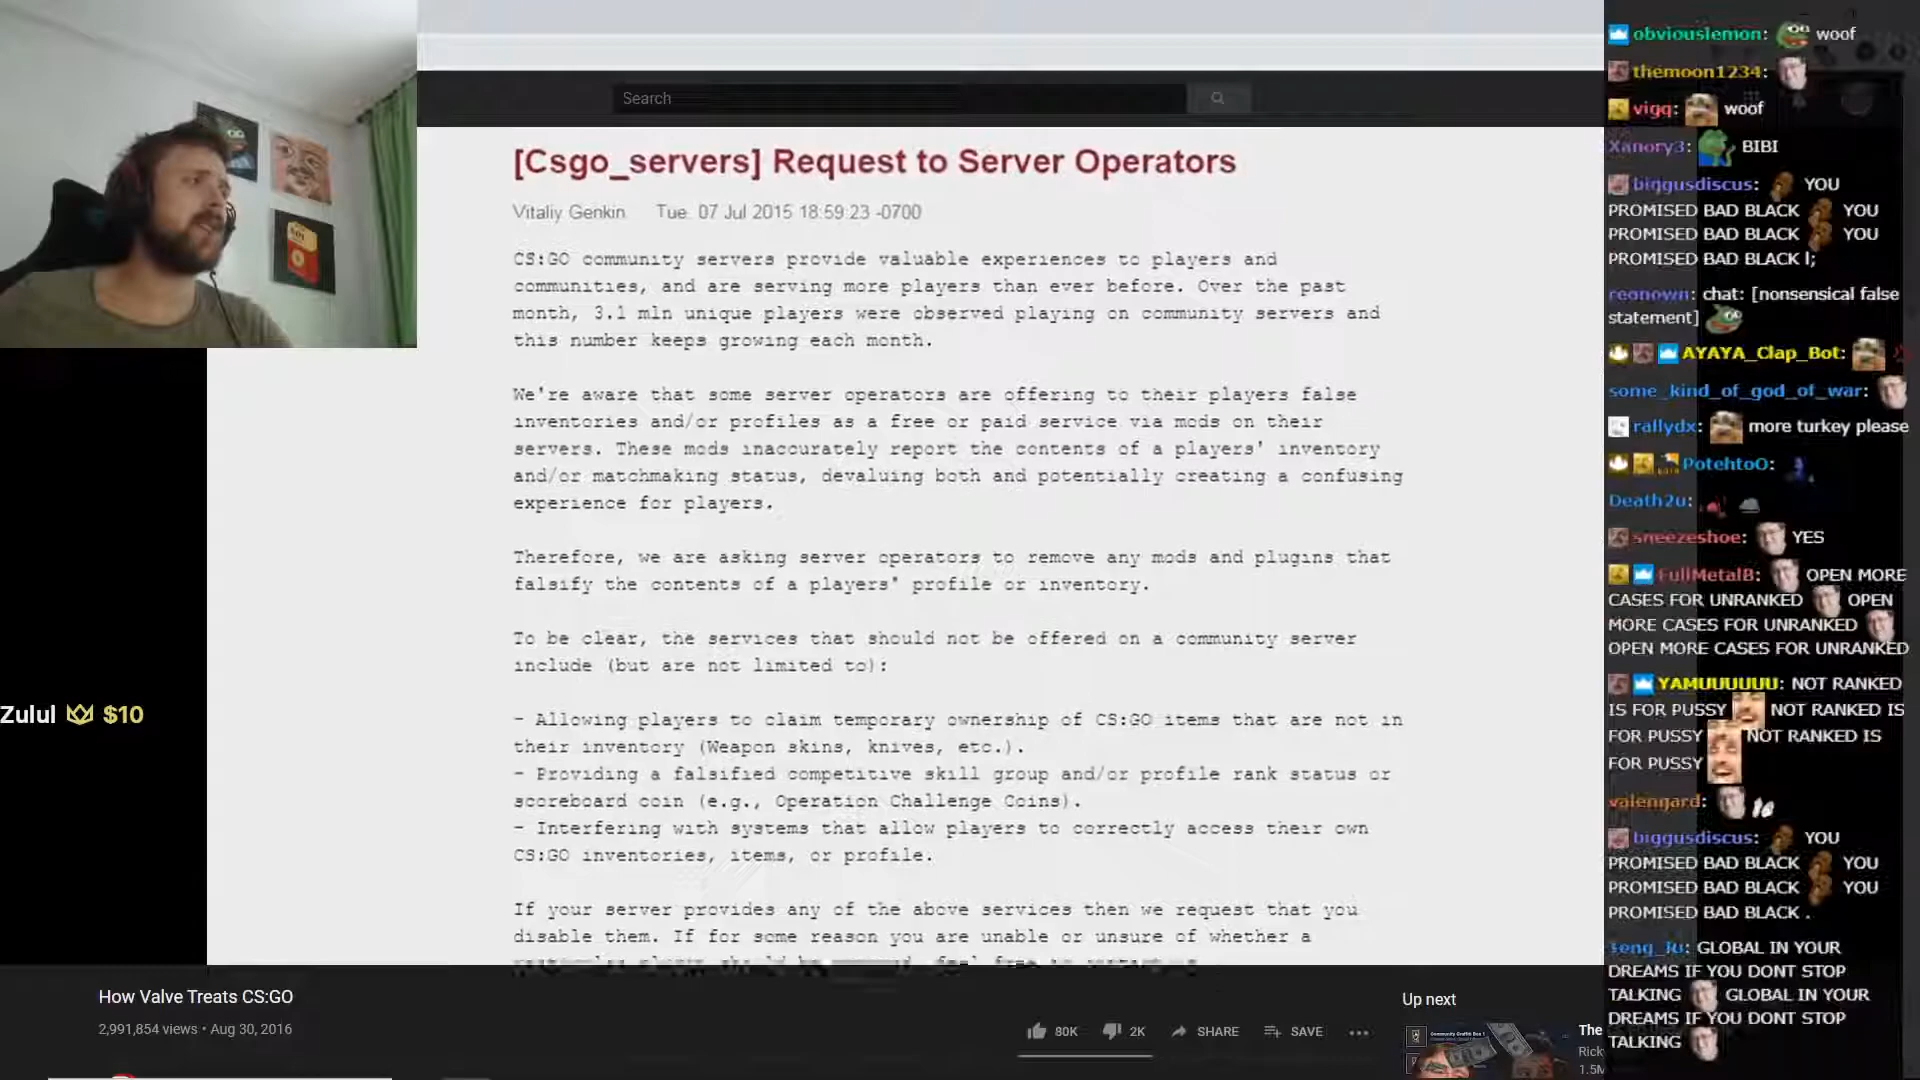 Search
[Csgo_servers] Request to Server Operators
Vitaliy Genkin Tue, 07 Jul 2015 18:59:23 -0700
CS:GO community servers provide valuable experiences to players and
communities, and are serving more players than ever before. Over the past
month, 3.1 mln unique players were observed playing on community servers and
this number keeps growing each month.
We're aware that some server operators are offering to their players false
inventories and/or profiles as a free or paid service via mods on their
servers. These mods inaccurately report the contents of a players' inventory
and/or matchmaking status, devaluing both and potentially creating a confusing
experience for players.
Therefore, we are asking server operators to remove any mods and plugins that
falsify the contents of a players' profile or inventory.
To be clear, the services that should not be offered on a community server
include (but are not limited to):
- Allowing players to claim temporary ownership of CS:GO items that are not in
their inventory (Weapon skins, knives, etc.).
- Providing a falsified competitive skill group and/or profile rank status or
scoreboard coin (e.g., Operation Challenge Coins).
- Interfering with systems that allow players to correctly access their own
CS:GO inventories, items, or profile.
If your server provides any of the above services then we request that you
disable them. If for some reason you are unable or unsure of whether a
Zulul $10
How Valve Treats CS:GO
2,991,854 views • Aug 30, 2016
80K 2K SHARE SAVE
Up next
The
Rick
1.5M
obviouslemon: woof
themoon1234:
vigq: woof
Xanory3: BIBI
biggusdiscus: YOU
PROMISED BAD BLACK YOU
PROMISED BAD BLACK YOU
PROMISED BAD BLACK l;
reonown: chat: [nonsensical false
statement]
AYAYA_Clap_Bot:
some_kind_of_god_of_war:
rallydx: more turkey please
PotehtoO:
Death2u:
sneezeshoe: YES
FullMetalB: OPEN MORE
CASES FOR UNRANKED OPEN
MORE CASES FOR UNRANKED
OPEN MORE CASES FOR UNRANKED
YAMUUUUUU: NOT RANKED
IS FOR PUSSY NOT RANKED IS
FOR PUSSY NOT RANKED IS
FOR PUSSY
valengard:
biggusdiscus: YOU
PROMISED BAD BLACK YOU
PROMISED BAD BLACK YOU
PROMISED BAD BLACK .
GLOBAL IN YOUR
DREAMS IF YOU DONT STOP
TALKING GLOBAL IN YOUR
DREAMS IF YOU DONT STOP
TALKING